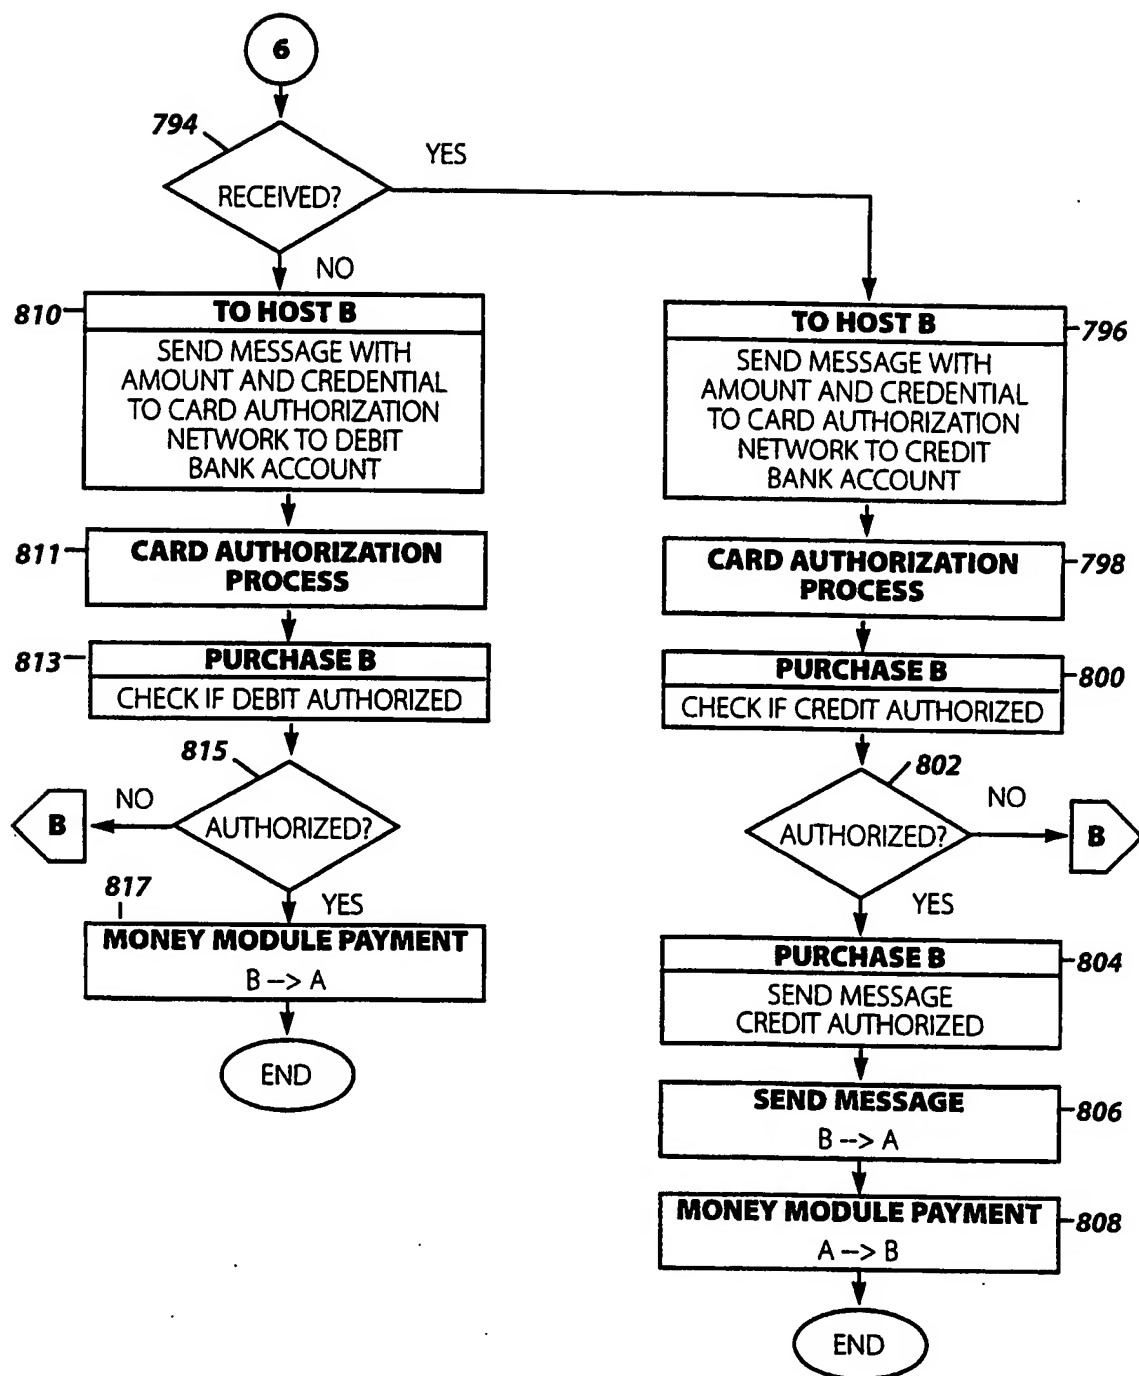 6
794
RECEIVED?
YES
NO
810
TO HOST B
SEND MESSAGE WITH
AMOUNT AND CREDENTIAL
TO CARD AUTHORIZATION
NETWORK TO DEBIT
BANK ACCOUNT
811
CARD AUTHORIZATION
PROCESS
813
PURCHASE B
CHECK IF DEBIT AUTHORIZED
815
AUTHORIZED?
NO
B
YES
817
MONEY MODULE PAYMENT
B --> A
END
TO HOST B
796
SEND MESSAGE WITH
AMOUNT AND CREDENTIAL
TO CARD AUTHORIZATION
NETWORK TO CREDIT
BANK ACCOUNT
CARD AUTHORIZATION
PROCESS
798
PURCHASE B
800
CHECK IF CREDIT AUTHORIZED
802
AUTHORIZED?
NO
B
YES
PURCHASE B
804
SEND MESSAGE
CREDIT AUTHORIZED
SEND MESSAGE
806
B --> A
MONEY MODULE PAYMENT
808
A --> B
END